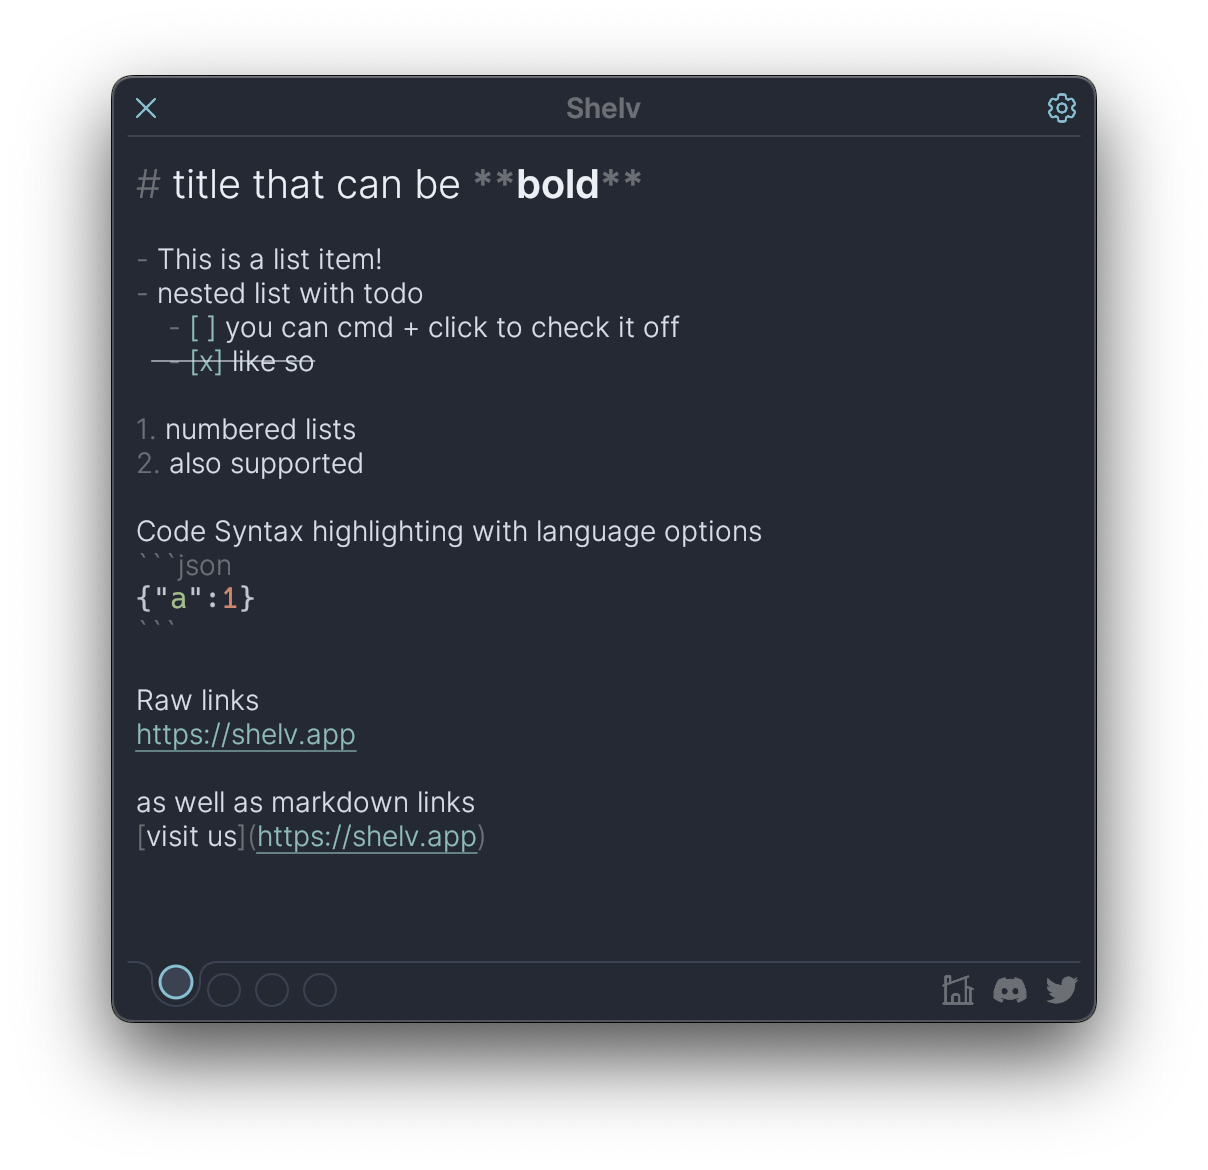 Shelv
# title that can be **bold**
- This is a list item!
- nested list with todo
- [ ] you can cmd + click to check it off
- [x] like so
1. numbered lists
2. also supported
Code Syntax highlighting with language options
```json
{"a":1}
```
Raw links
https://shelv.app
as well as markdown links
[visit us](https://shelv.app)